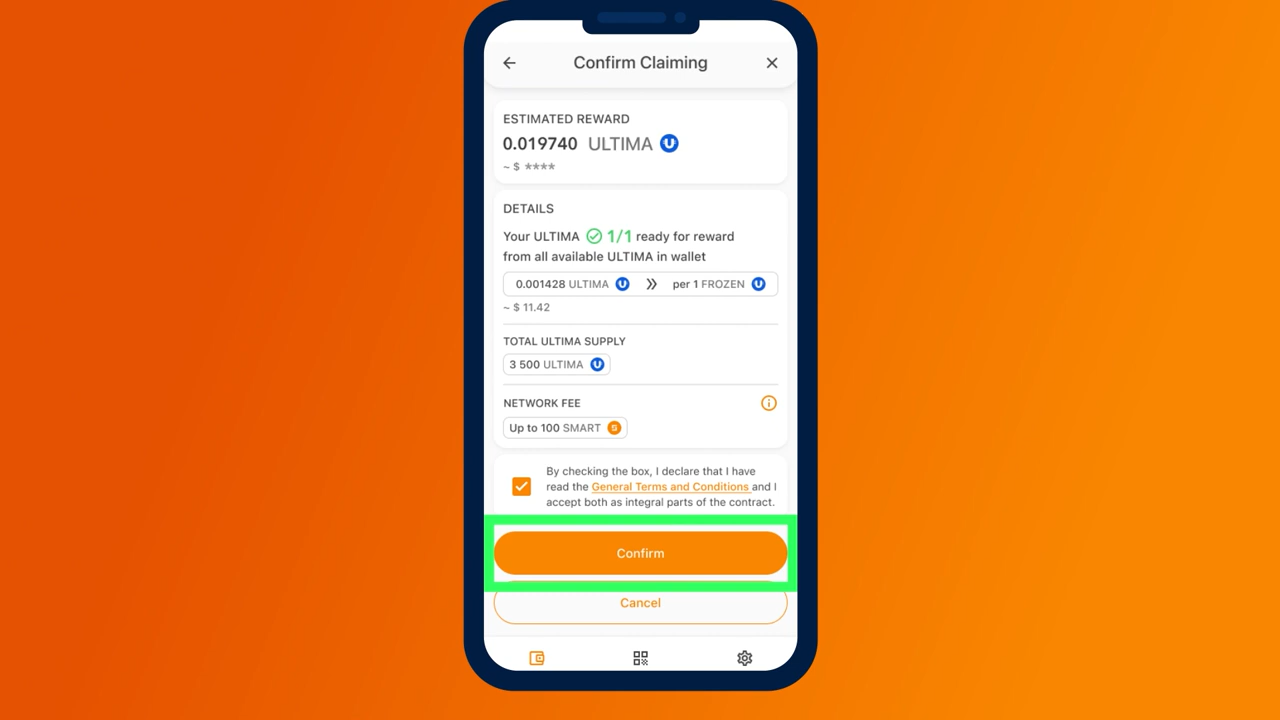 Confirm Claiming
ESTIMATED REWARD
0.019740 ULTIMA
~ $ ****
DETAILS
Your ULTIMA 1/1 ready for reward
from all available ULTIMA in wallet
0.001428 ULTIMA >> per 1 FROZEN
~ $ 11.42
TOTAL ULTIMA SUPPLY
3 500 ULTIMA
NETWORK FEE
Up to 100 SMART
By checking the box, I declare that I have
read the General Terms and Conditions and I
accept both as integral parts of the contract.
Confirm
Cancel